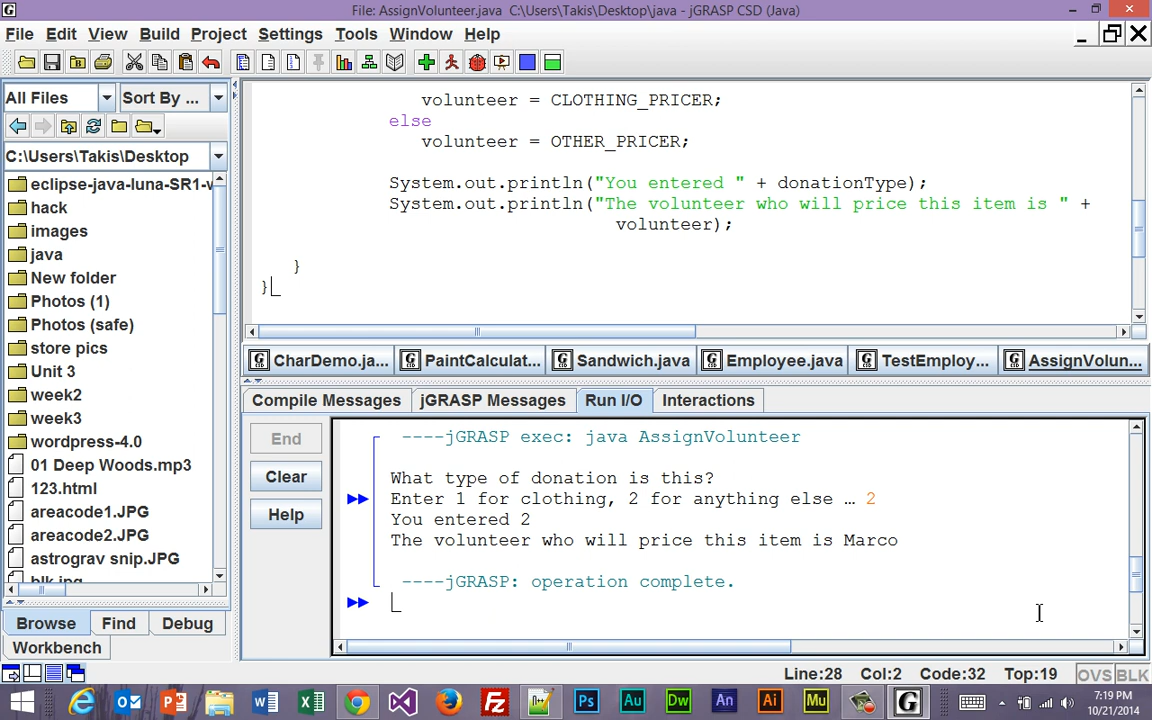 File: AssignVolunteer.java  C:\Users\Takis\Desktop\java - jGRASP CSD (Java)
File Edit View Build Project Settings Tools Window Help
All Files Sort By ...
C:\Users\Takis\Desktop
eclipse-java-luna-SR1-
hack
images
java
New folder
Photos (1)
Photos (safe)
store pics
Unit 3
week2
week3
wordpress-4.0
01 Deep Woods.mp3
123.html
areacode1.JPG
areacode2.JPG
astrograv snip.JPG
blk.jpg
Browse Find Debug
Workbench
volunteer = CLOTHING_PRICER;
else
volunteer = OTHER_PRICER;
System.out.println("You entered " + donationType);
System.out.println("The volunteer who will price this item is " +
volunteer);
}
}
CharDemo.ja... PaintCalculat... Sandwich.java Employee.java TestEmploy... AssignVolun...
Compile Messages jGRASP Messages Run I/O Interactions
End
Clear
Help
----jGRASP exec: java AssignVolunteer
What type of donation is this?
Enter 1 for clothing, 2 for anything else … 2
You entered 2
The volunteer who will price this item is Marco
----jGRASP: operation complete.
Line:28 Col:2 Code:32 Top:19 OVS BLK
7:19 PM
10/21/2014